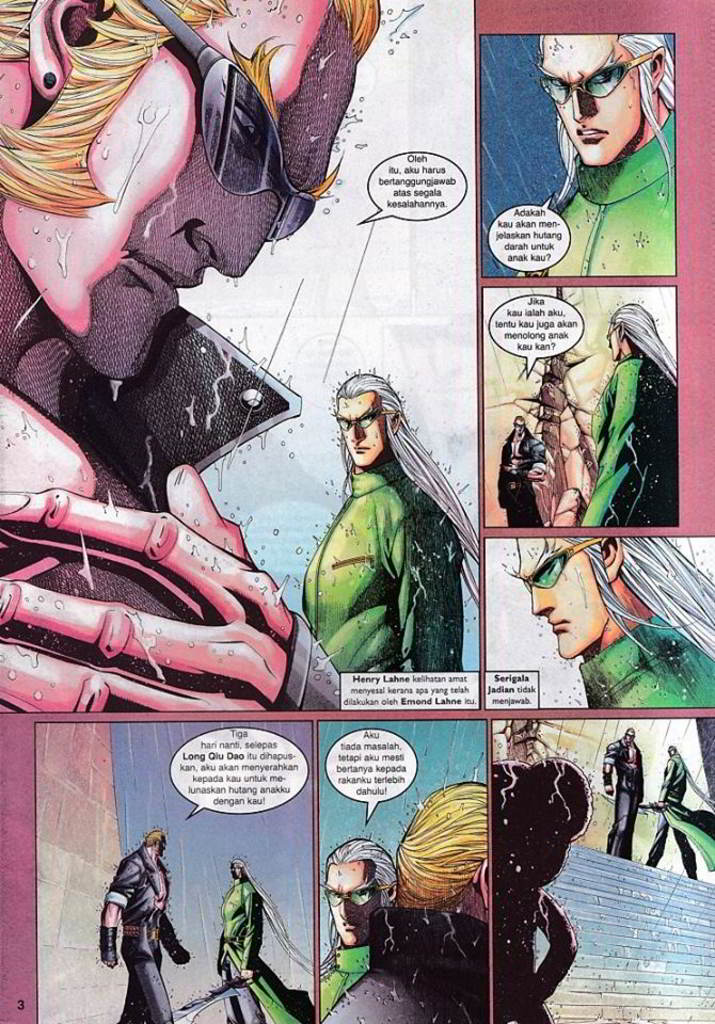 Oleh
itu, aku harus
bertanggungjawab
atas segala
kesalahanya.
Henry Lahne kelihatan amat
menyesal kerana apa yang telah
dilakukan oleh Emond Lahne itu.
Adakah
kau akan men-
jelaskan hutang
darah untuk
anak kau?
Jika
kau ialah aku,
tentu kau juga akan
menolong anak
kau kan?
Serigala
Jadian tidak
menjawab.
Tiga
hari nanti, selepas
Long Qiu Dao itu dihapus-
kan, aku akan menyerahkan
kepada kau untuk me-
lunaskan hutang anakku
dengan kau!
Aku
tiada masalah,
tetapi aku mesti
bertanya kepada
rakanku terlebih
dahulu!
3